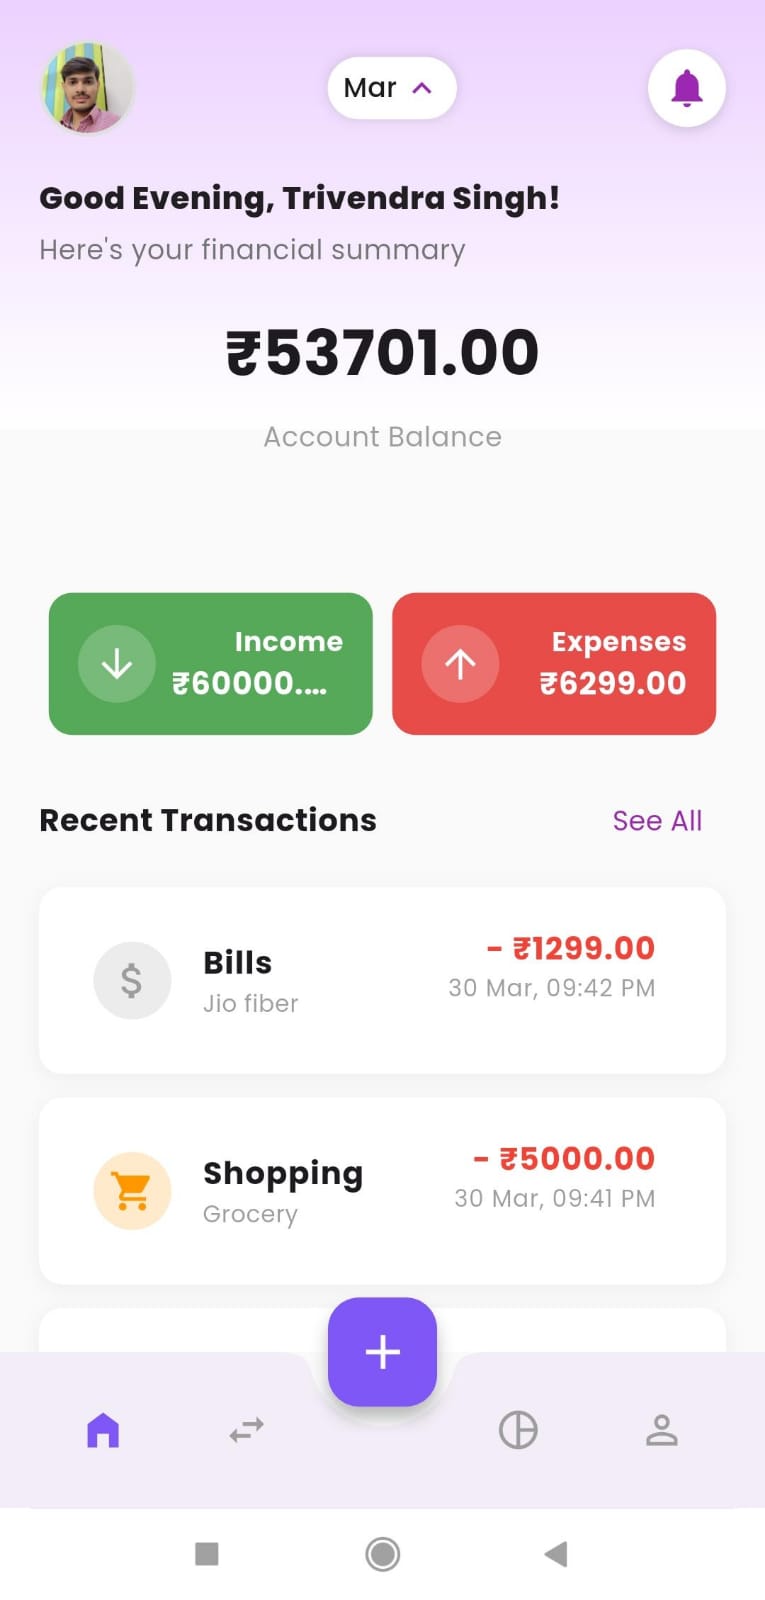 Mar
Good Evening, Trivendra Singh!
Here's your financial summary
₹53701.00
Account Balance
Income
₹60000....
Expenses
₹6299.00
Recent Transactions
See All
Bills
Jio fiber
- ₹1299.00
30 Mar, 09:42 PM
Shopping
Grocery
- ₹5000.00
30 Mar, 09:41 PM